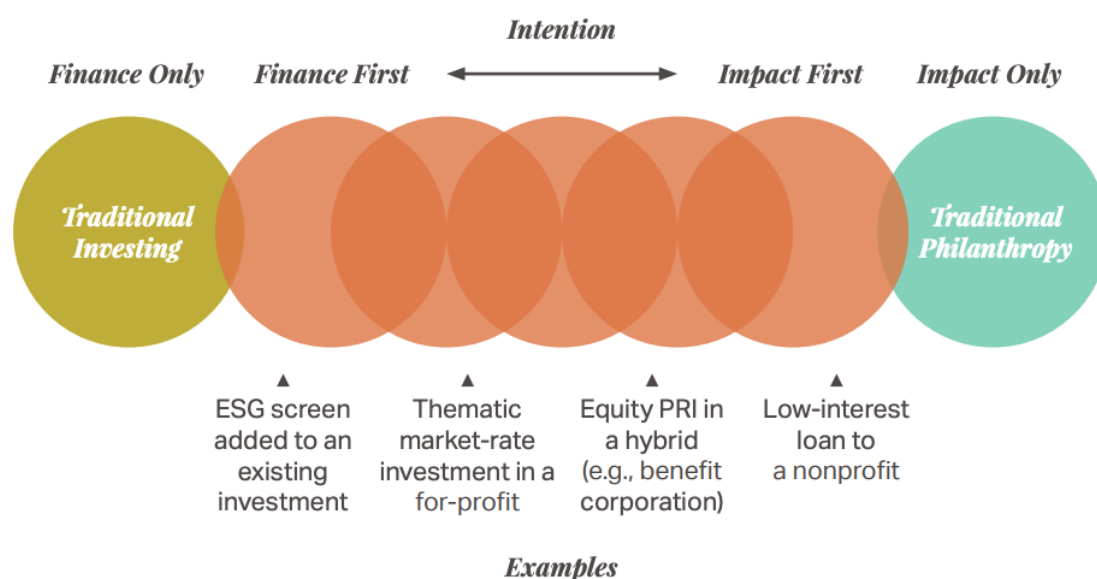 Intention
Finance Only
Finance First
Impact First
Impact Only
Traditional
Investing
Traditional
Philanthropy
ESG screen
added to an
existing
investment
Thematic
market-rate
investment in a
for-profit
Equity PRI in
a hybrid
(e.g., benefit
corporation)
Low-interest
loan to
a nonprofit
Examples